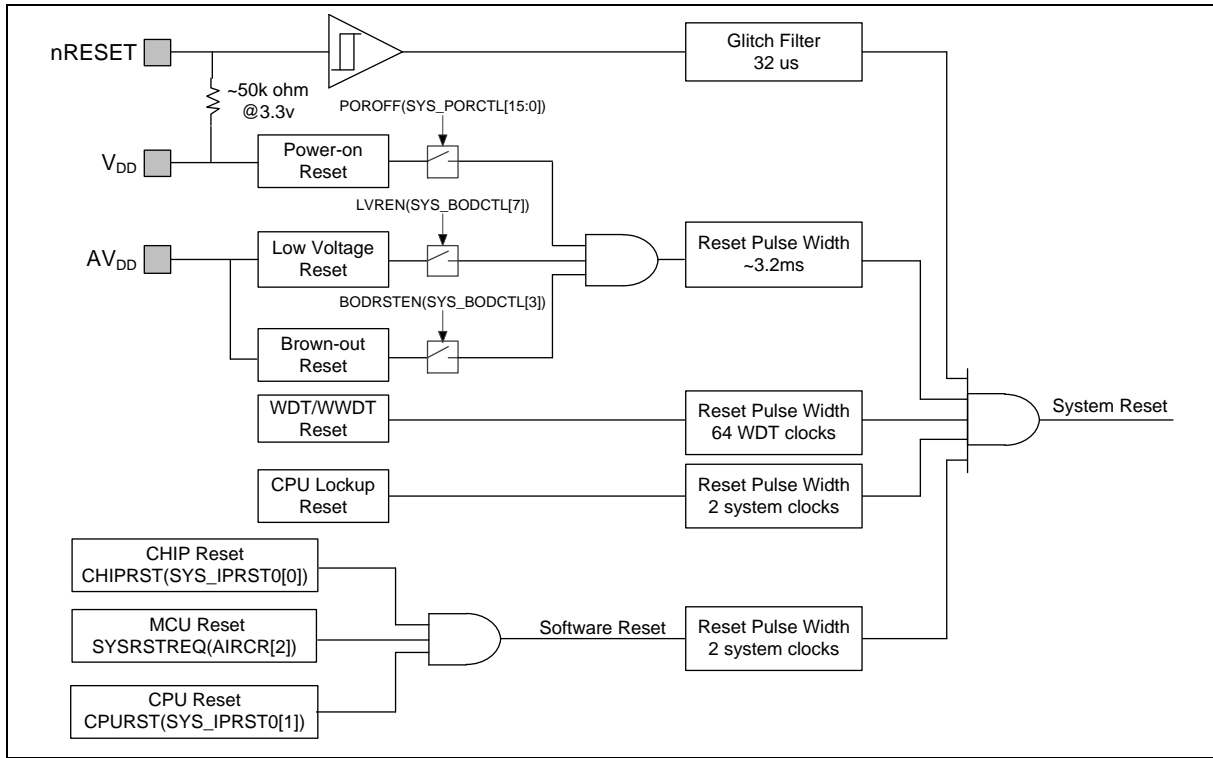 nRESET
Glitch Filter
32 us
~50k ohm
@3.3v
POROFF(SYS_PORCTL[15:0])
VDD
Power-on
Reset
LVREN(SYS_BODCTL[7])
AVDD
Low Voltage
Reset
Reset Pulse Width
~3.2ms
BODRSTEN(SYS_BODCTL[3])
Brown-out
Reset
WDT/WWDT
Reset
Reset Pulse Width
64 WDT clocks
System Reset
CPU Lockup
Reset
Reset Pulse Width
2 system clocks
CHIP Reset
CHIPRST(SYS_IPRST0[0])
MCU Reset
SYSRSTREQ(AIRCR[2])
Software Reset
Reset Pulse Width
2 system clocks
CPU Reset
CPURST(SYS_IPRST0[1])